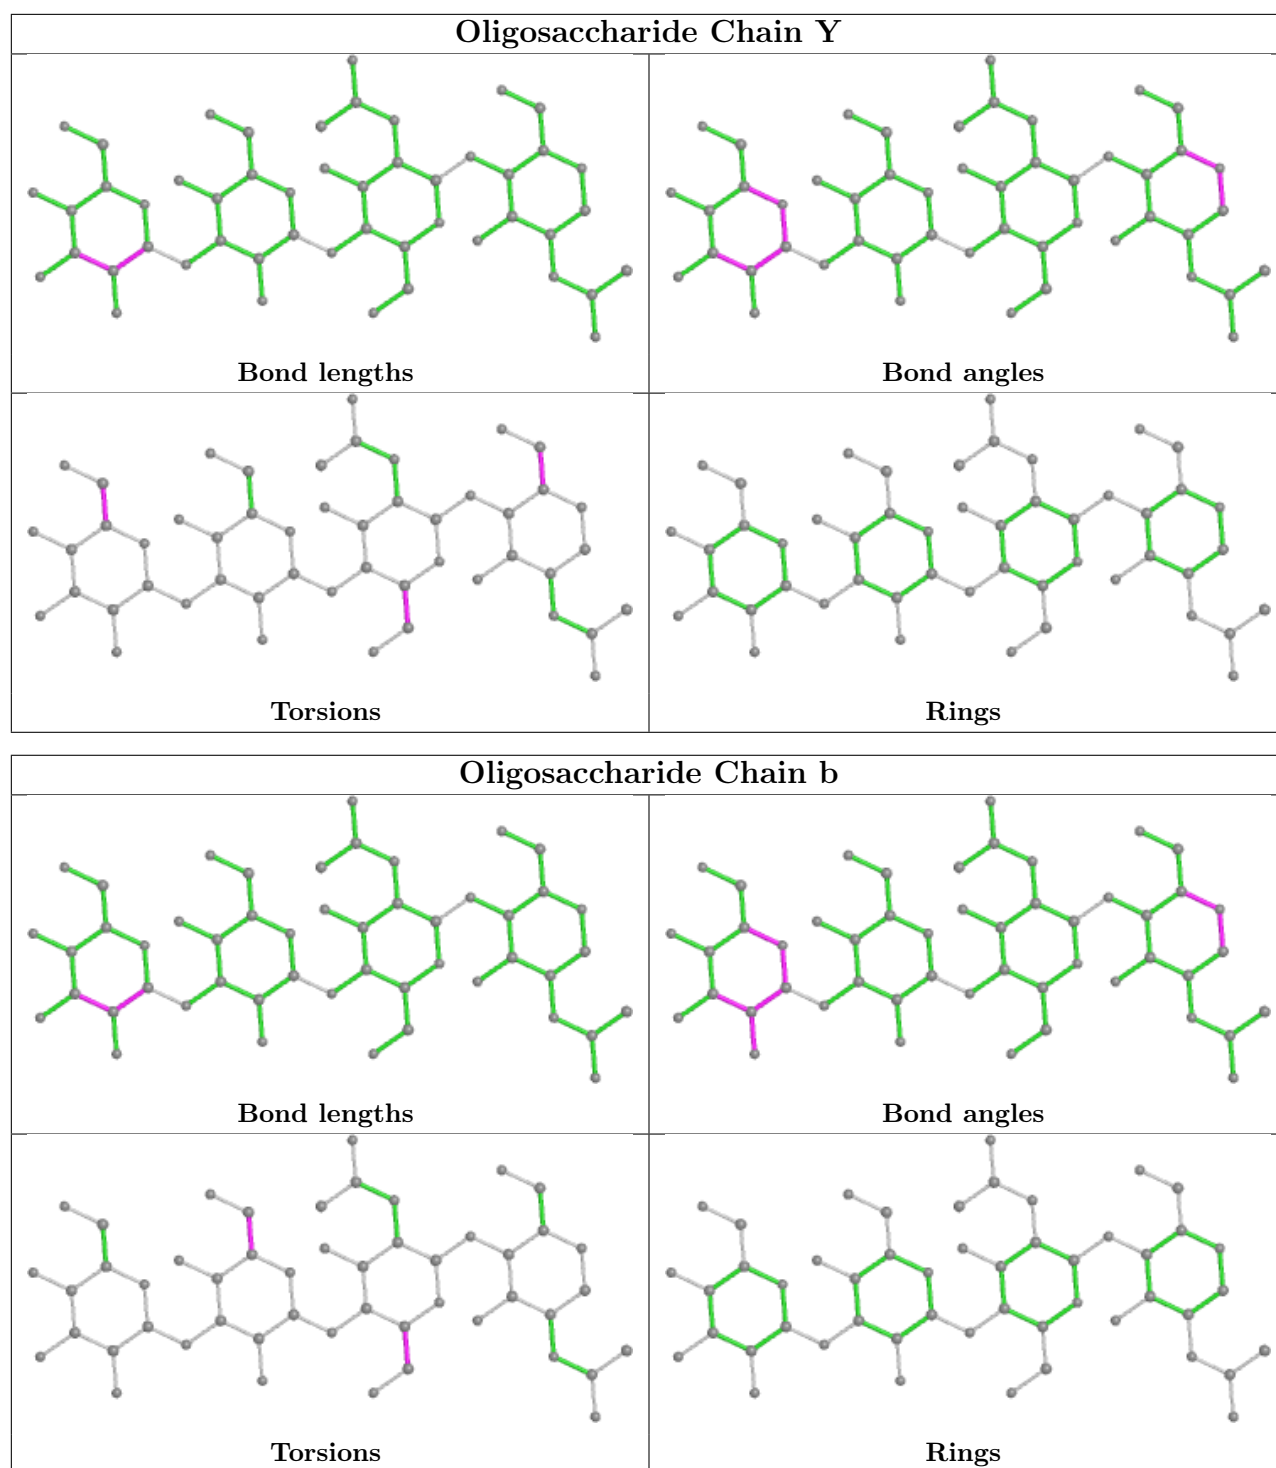 Oligosaccharide Chain Y
Bond lengths
Bond angles
Torsions
Rings
Oligosaccharide Chain b
Bond lengths
Bond angles
Torsions
Rings